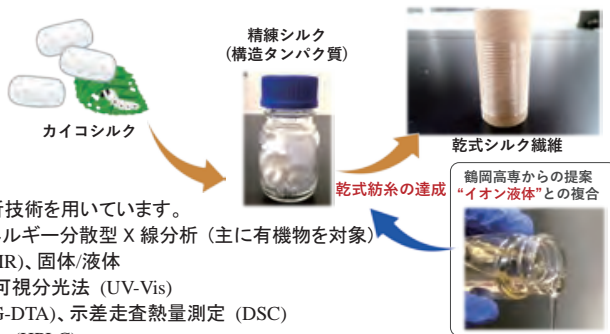 精練シルク
(構造タンパク質)
カイコシルク
乾式シルク繊維
乾式紡糸の達成
鶴岡高専からの提案
“イオン液体”との複合
析技術を用いています。
ネルギー分散型 X 線分析 (主に有機物を対象)
MR)、固体/液体
可視分光法 (UV-Vis)
G-DTA)、示差走査熱量測定 (DSC)